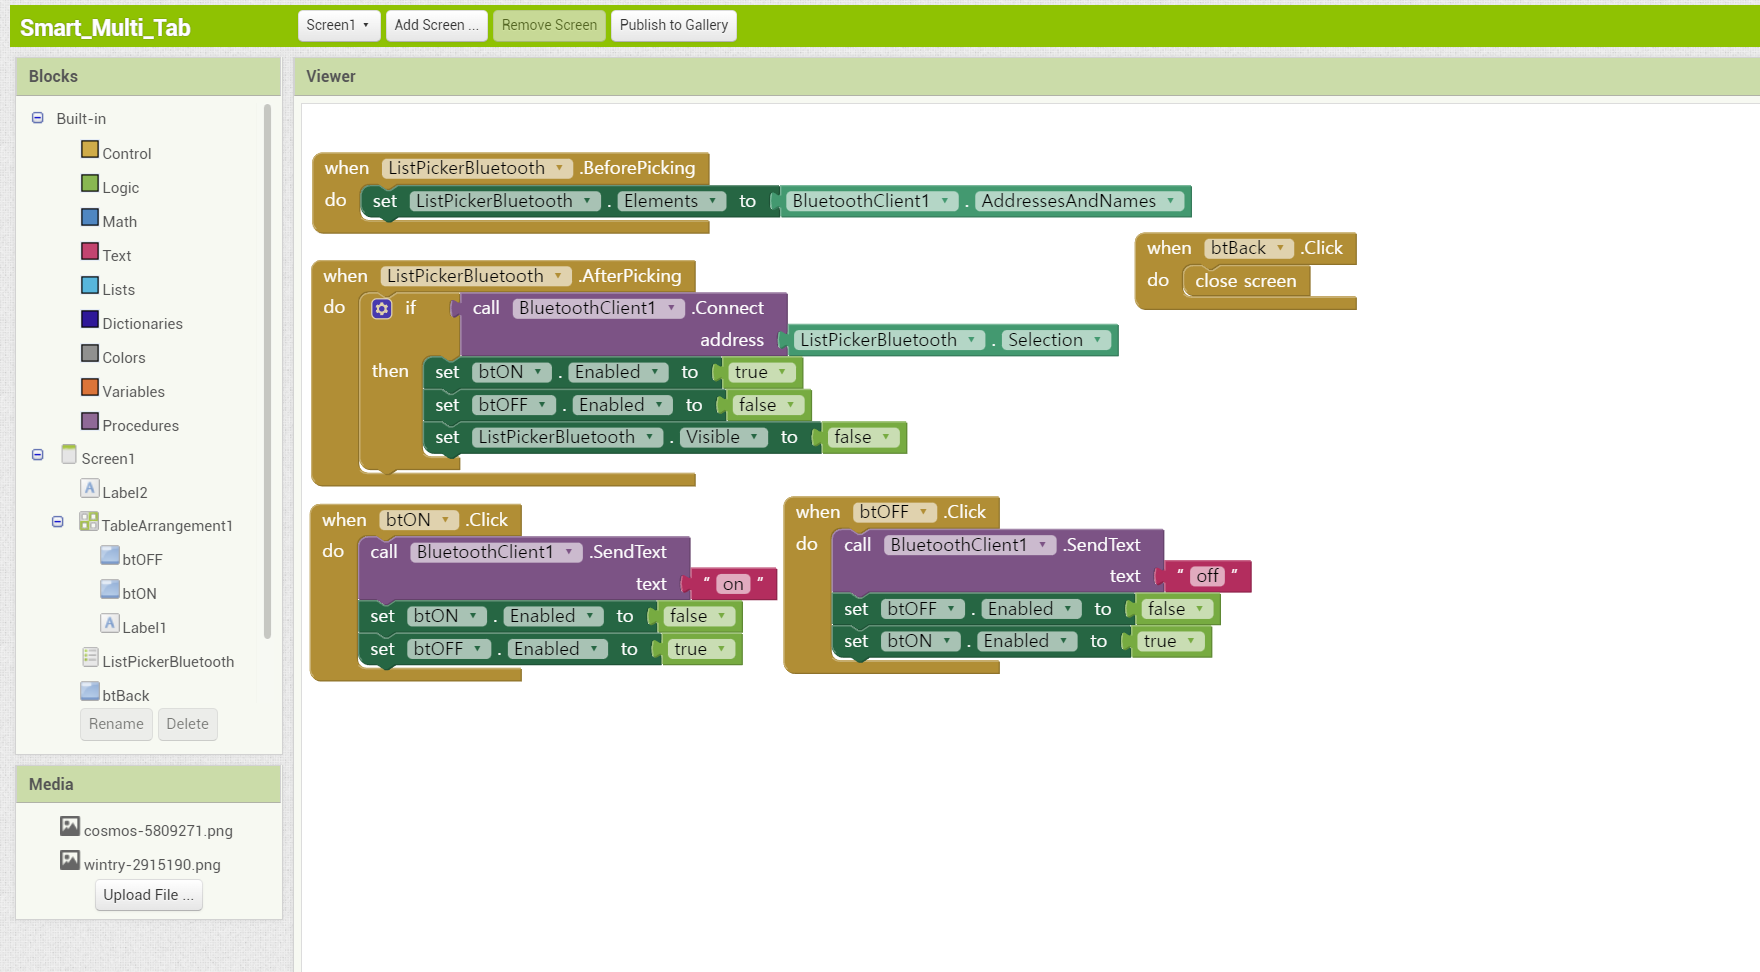 Smart_Multi_Tab
Screen1
Add Screen ...
Remove Screen
Publish to Gallery
Blocks
Built-in
Control
Logic
Math
Text
Lists
Dictionaries
Colors
Variables
Procedures
Screen1
Label2
TableArrangement1
btOFF
btON
Label1
ListPickerBluetooth
btBack
Rename Delete
Media
cosmos-5809271.png
wintry-2915190.png
Upload File ...
Viewer
when ListPickerBluetooth .BeforePicking
do set ListPickerBluetooth . Elements to BluetoothClient1 . AddressesAndNames
when btBack .Click
do close screen
when ListPickerBluetooth .AfterPicking
do if call BluetoothClient1 .Connect
address ListPickerBluetooth . Selection
then set btON . Enabled to true
set btOFF . Enabled to false
set ListPickerBluetooth . Visible to false
when btON .Click
do call BluetoothClient1 .SendText
text “ on ”
set btON . Enabled to false
set btOFF . Enabled to true
when btOFF .Click
do call BluetoothClient1 .SendText
text “ off ”
set btOFF . Enabled to false
set btON . Enabled to true